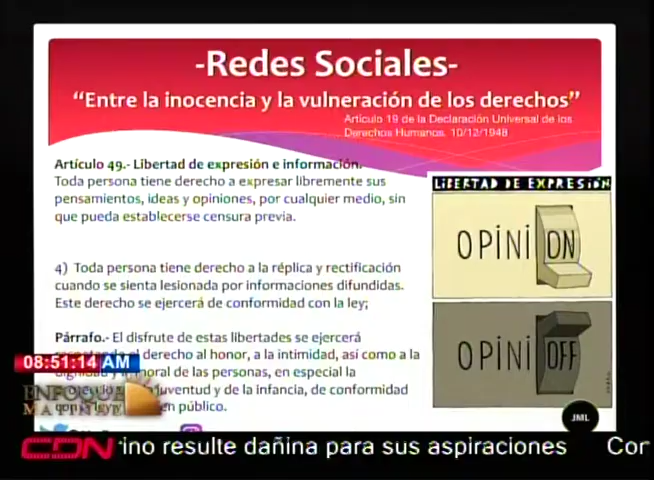 -Redes Sociales-
“Entre la inocencia y la vulneración de los derechos”
Artículo 19 de la Declaración Universal de los
Derechos Humanos. 10/12/1948
Artículo 49.- Libertad de expresión e información.
Toda persona tiene derecho a expresar libremente sus
pensamientos, ideas y opiniones, por cualquier medio, sin
que pueda establecerse censura previa.
4) Toda persona tiene derecho a la réplica y rectificación
cuando se sienta lesionada por informaciones difundidas.
Este derecho se ejercerá de conformidad con la ley;
Párrafo.- El disfrute de estas libertades se ejercerá
derecho al honor, a la intimidad, así como a la
moral de las personas, en especial la
juventud y de la infancia, de conformidad
público.
LIBERTAD DE EXPRESIÓN
OPINION
OPINIOFF
JML
08:51:14 AM
ENFOQUE
MATINAL
CDN
rino resulte dañina para sus aspiraciones Cor